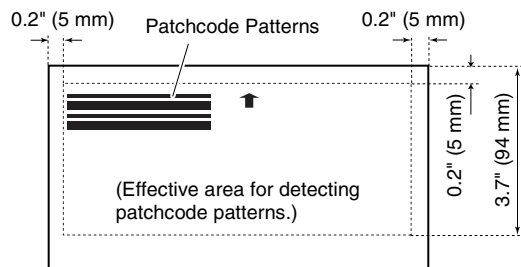 0.2" (5 mm)
Patchcode Patterns
0.2" (5 mm)
0.2" (5 mm)
3.7" (94 mm)
(Effective area for detecting
patchcode patterns.)